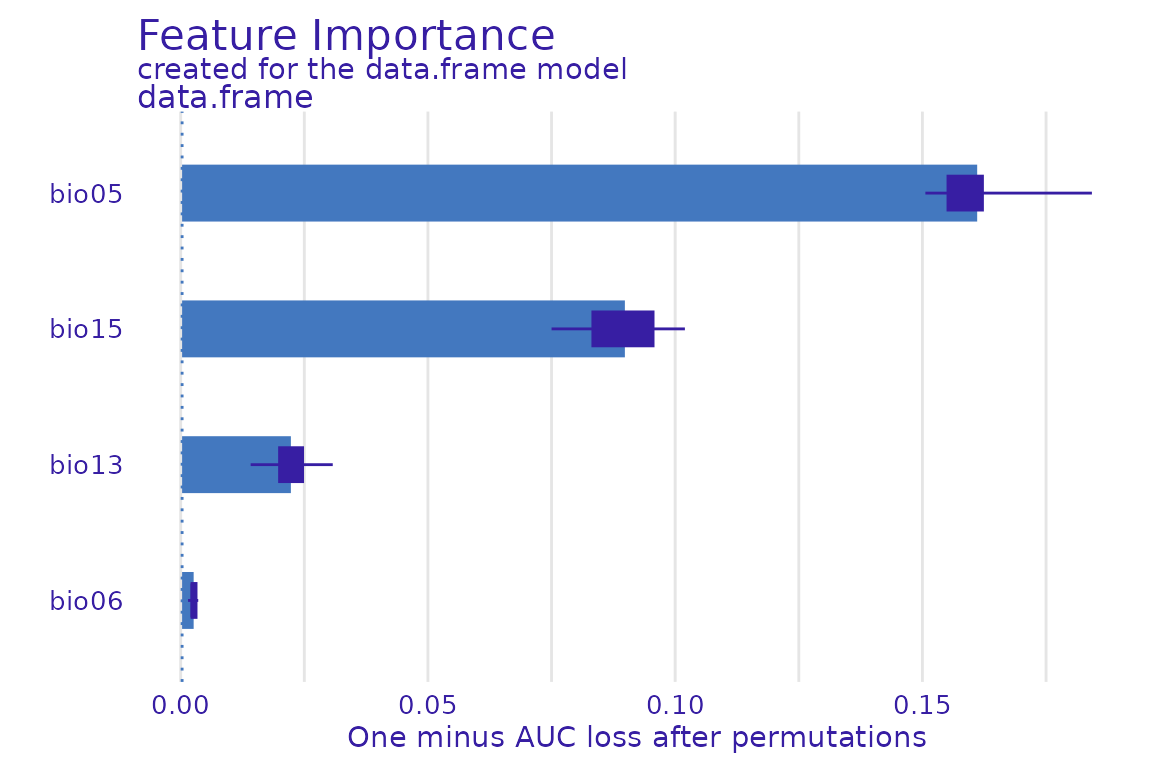 Feature Importance
created for the data.frame model
data.frame
bio05
bio15
bio13
bio06
0.00 0.05 0.10 0.15
One minus AUC loss after permutations